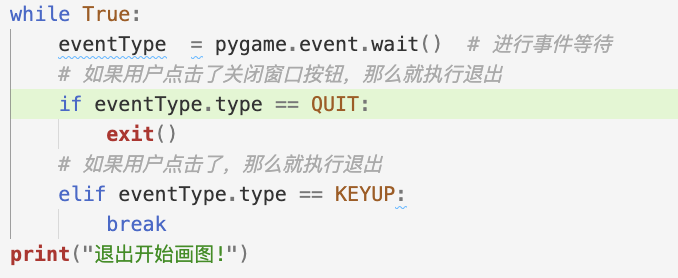 while True:
    eventType  = pygame.event.wait()  # 进行事件等待
    # 如果用户点击了关闭窗口按钮，那么就执行退出
    if eventType.type == QUIT:
        exit()
    # 如果用户点击了，那么就执行退出
    elif eventType.type == KEYUP:
        break
print("退出开始画图!")